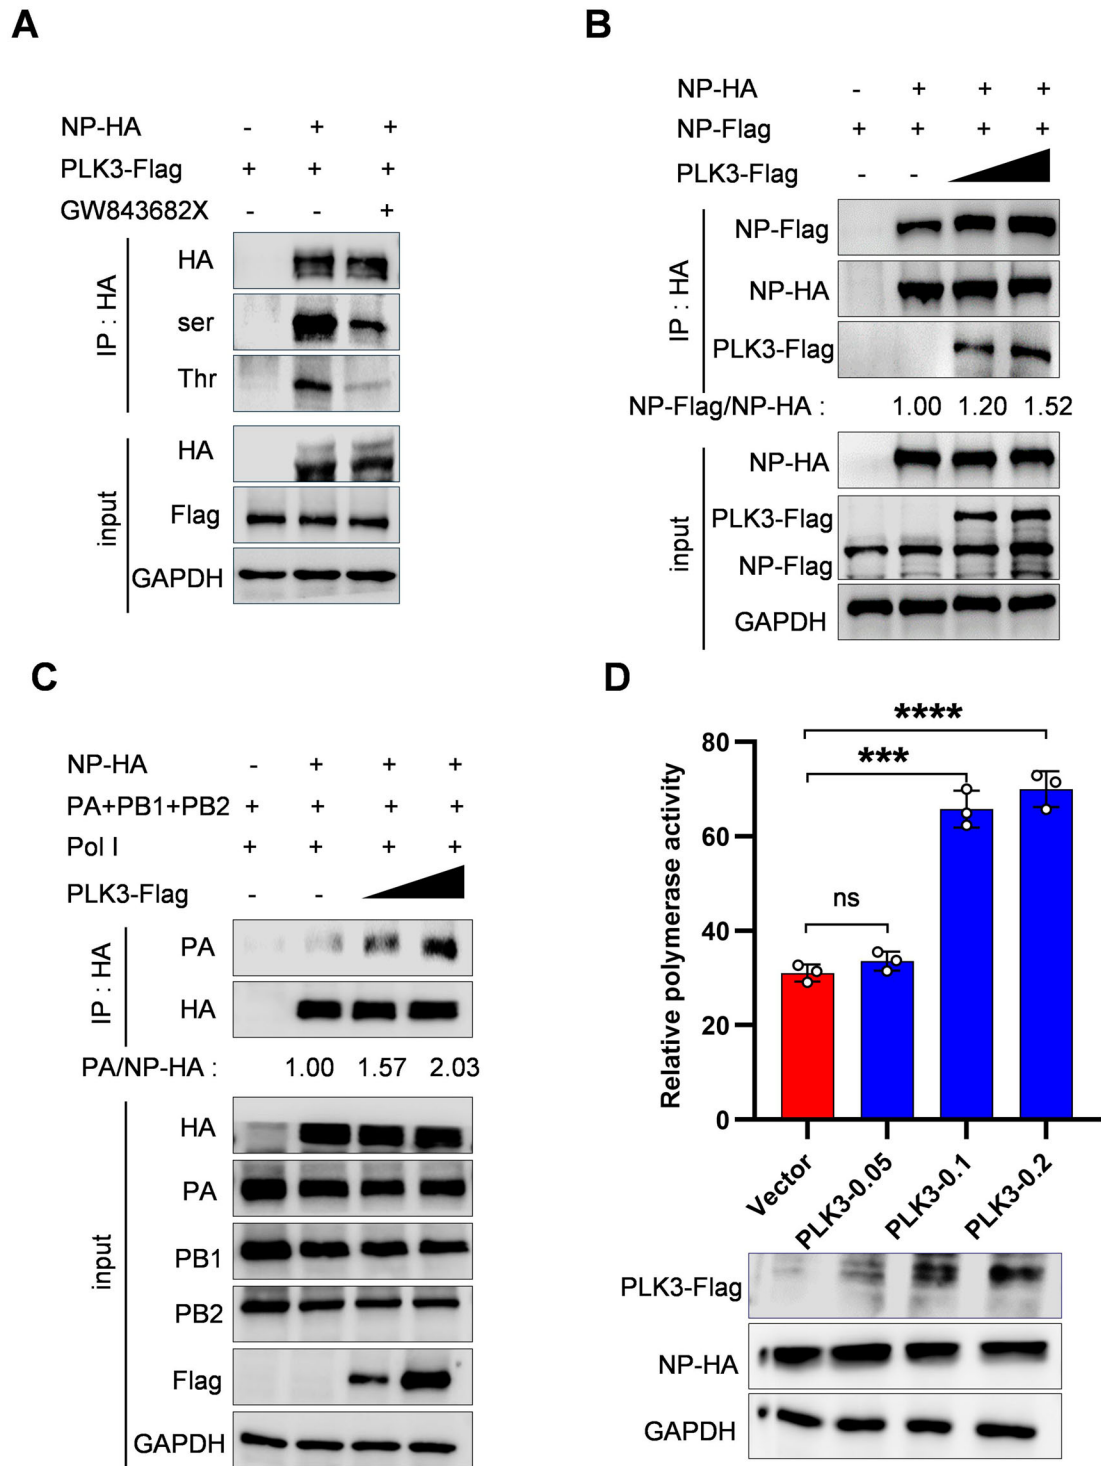 A
NP-HA - + +
PLK3-Flag + + +
GW843682X - - +
IP : HA
HA
ser
Thr
input
HA
Flag
GAPDH
B
NP-HA - + + +
NP-Flag + + + +
PLK3-Flag - -
IP : HA
NP-Flag
NP-HA
PLK3-Flag
NP-Flag/NP-HA : 1.00 1.20 1.52
input
NP-HA
PLK3-Flag
NP-Flag
GAPDH
C
NP-HA - + + +
PA+PB1+PB2 + + + +
Pol I + + + +
PLK3-Flag - -
IP : HA
PA
HA
PA/NP-HA : 1.00 1.57 2.03
input
HA
PA
PB1
PB2
Flag
GAPDH
D
Relative polymerase activity
80
60
40
20
0
****
***
ns
Vector
PLK3-0.05
PLK3-0.1
PLK3-0.2
PLK3-Flag
NP-HA
GAPDH